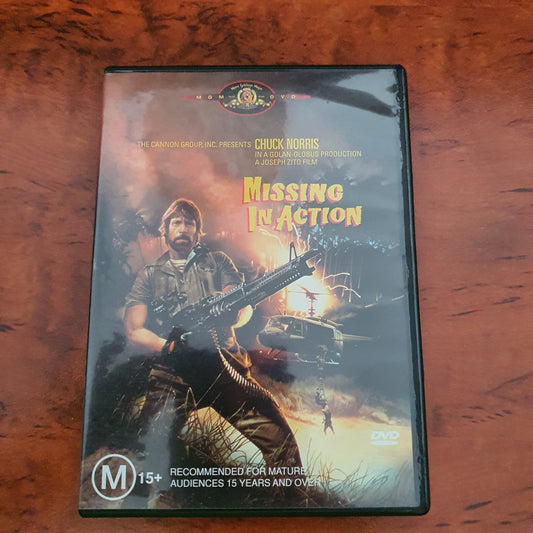 MGM DVD
THE CANNON GROUP, INC. PRESENTS CHUCK NORRIS
IN A GOLAN-GLOBUS PRODUCTION
A JOSEPH ZITO FILM
MISSING
IN ACTION
DVD
M 15+
RECOMMENDED FOR MATURE
AUDIENCES 15 YEARS AND OVER